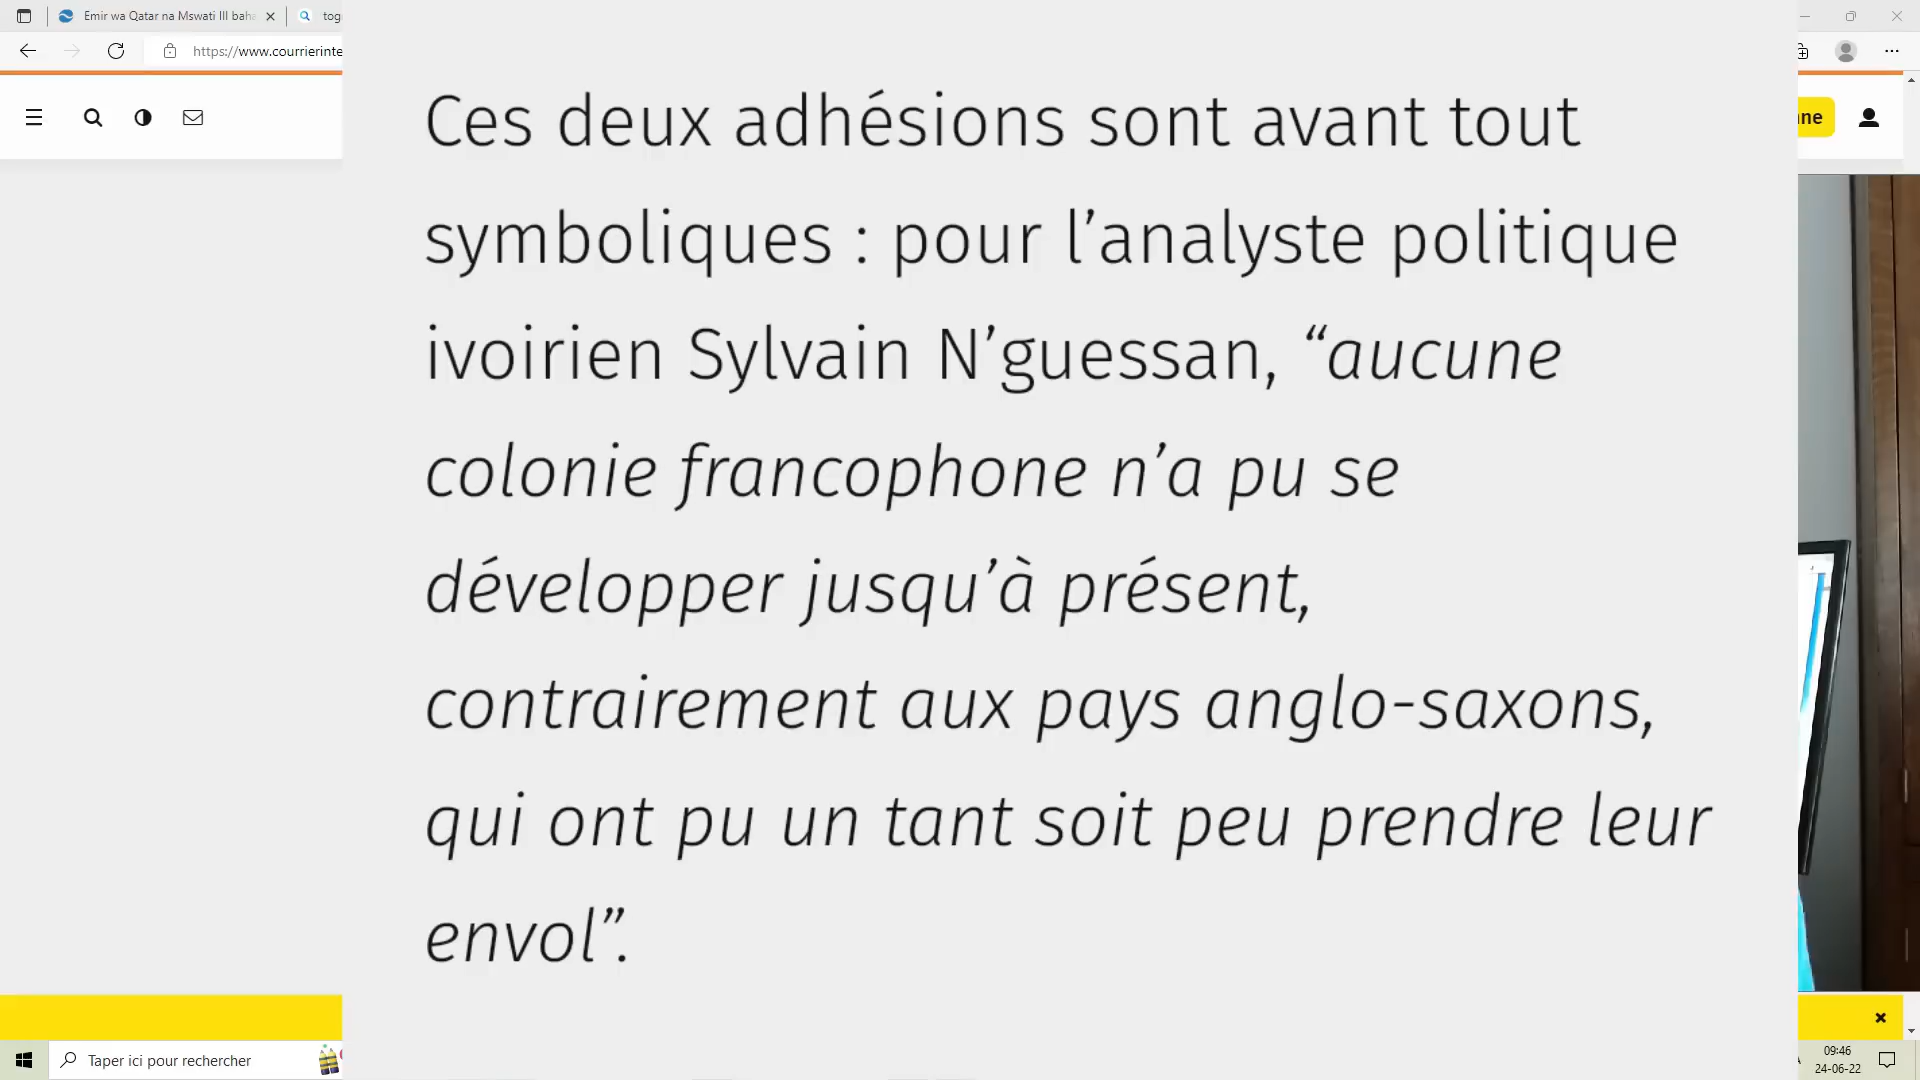 Emir wa Qatar na Mswati III baha
tog
https://www.courrierinte
nne
Ces deux adhésions sont avant tout
symboliques : pour l’analyste politique
ivoirien Sylvain N’guessan, “aucune
colonie francophone n’a pu se
développer jusqu’à présent,
contrairement aux pays anglo-saxons,
qui ont pu un tant soit peu prendre leur
envol”.
Taper ici pour rechercher
09:46
24-06-22